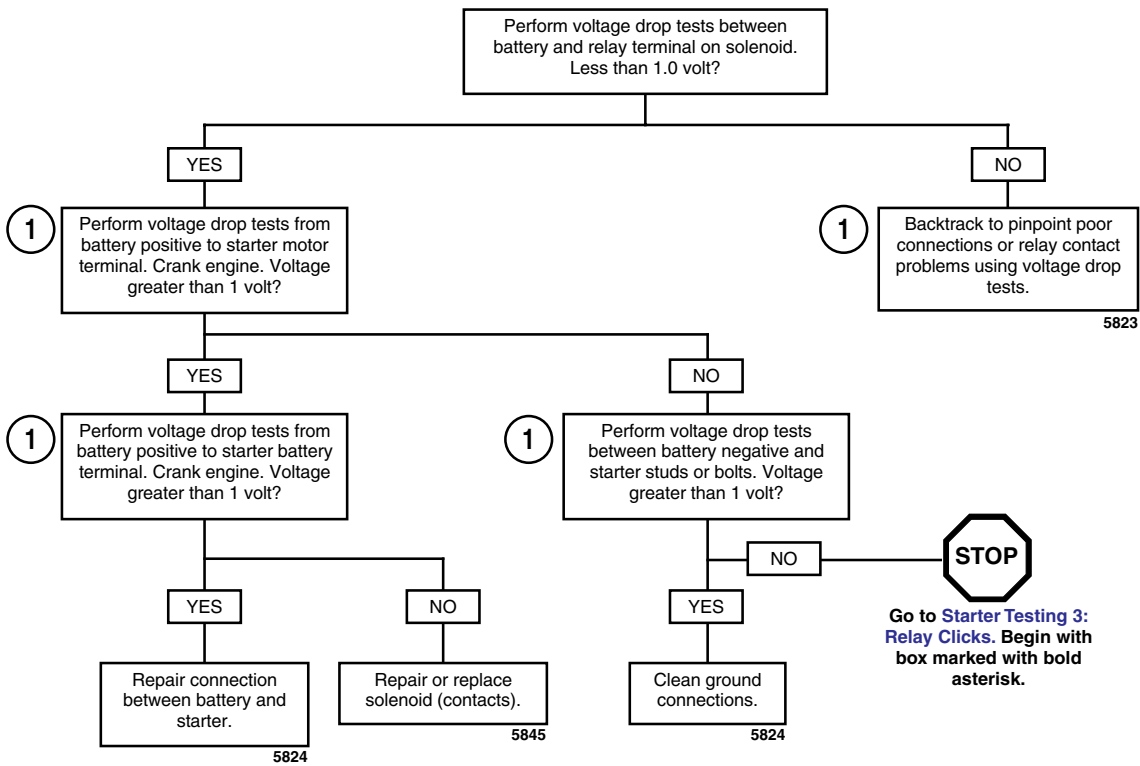 Perform voltage drop tests between
battery and relay terminal on solenoid.
Less than 1.0 volt?
YES
NO
1
Perform voltage drop tests from
battery positive to starter motor
terminal. Crank engine. Voltage
greater than 1 volt?
1
Backtrack to pinpoint poor
connections or relay contact
problems using voltage drop
tests.
5823
YES
NO
1
Perform voltage drop tests from
battery positive to starter battery
terminal. Crank engine. Voltage
greater than 1 volt?
1
Perform voltage drop tests
between battery negative and
starter studs or bolts. Voltage
greater than 1 volt?
NO
STOP
Go to Starter Testing 3:
Relay Clicks. Begin with
box marked with bold
asterisk.
YES
NO
YES
Repair connection
between battery and
starter.
5824
Repair or replace
solenoid (contacts).
5845
Clean ground
connections.
5824